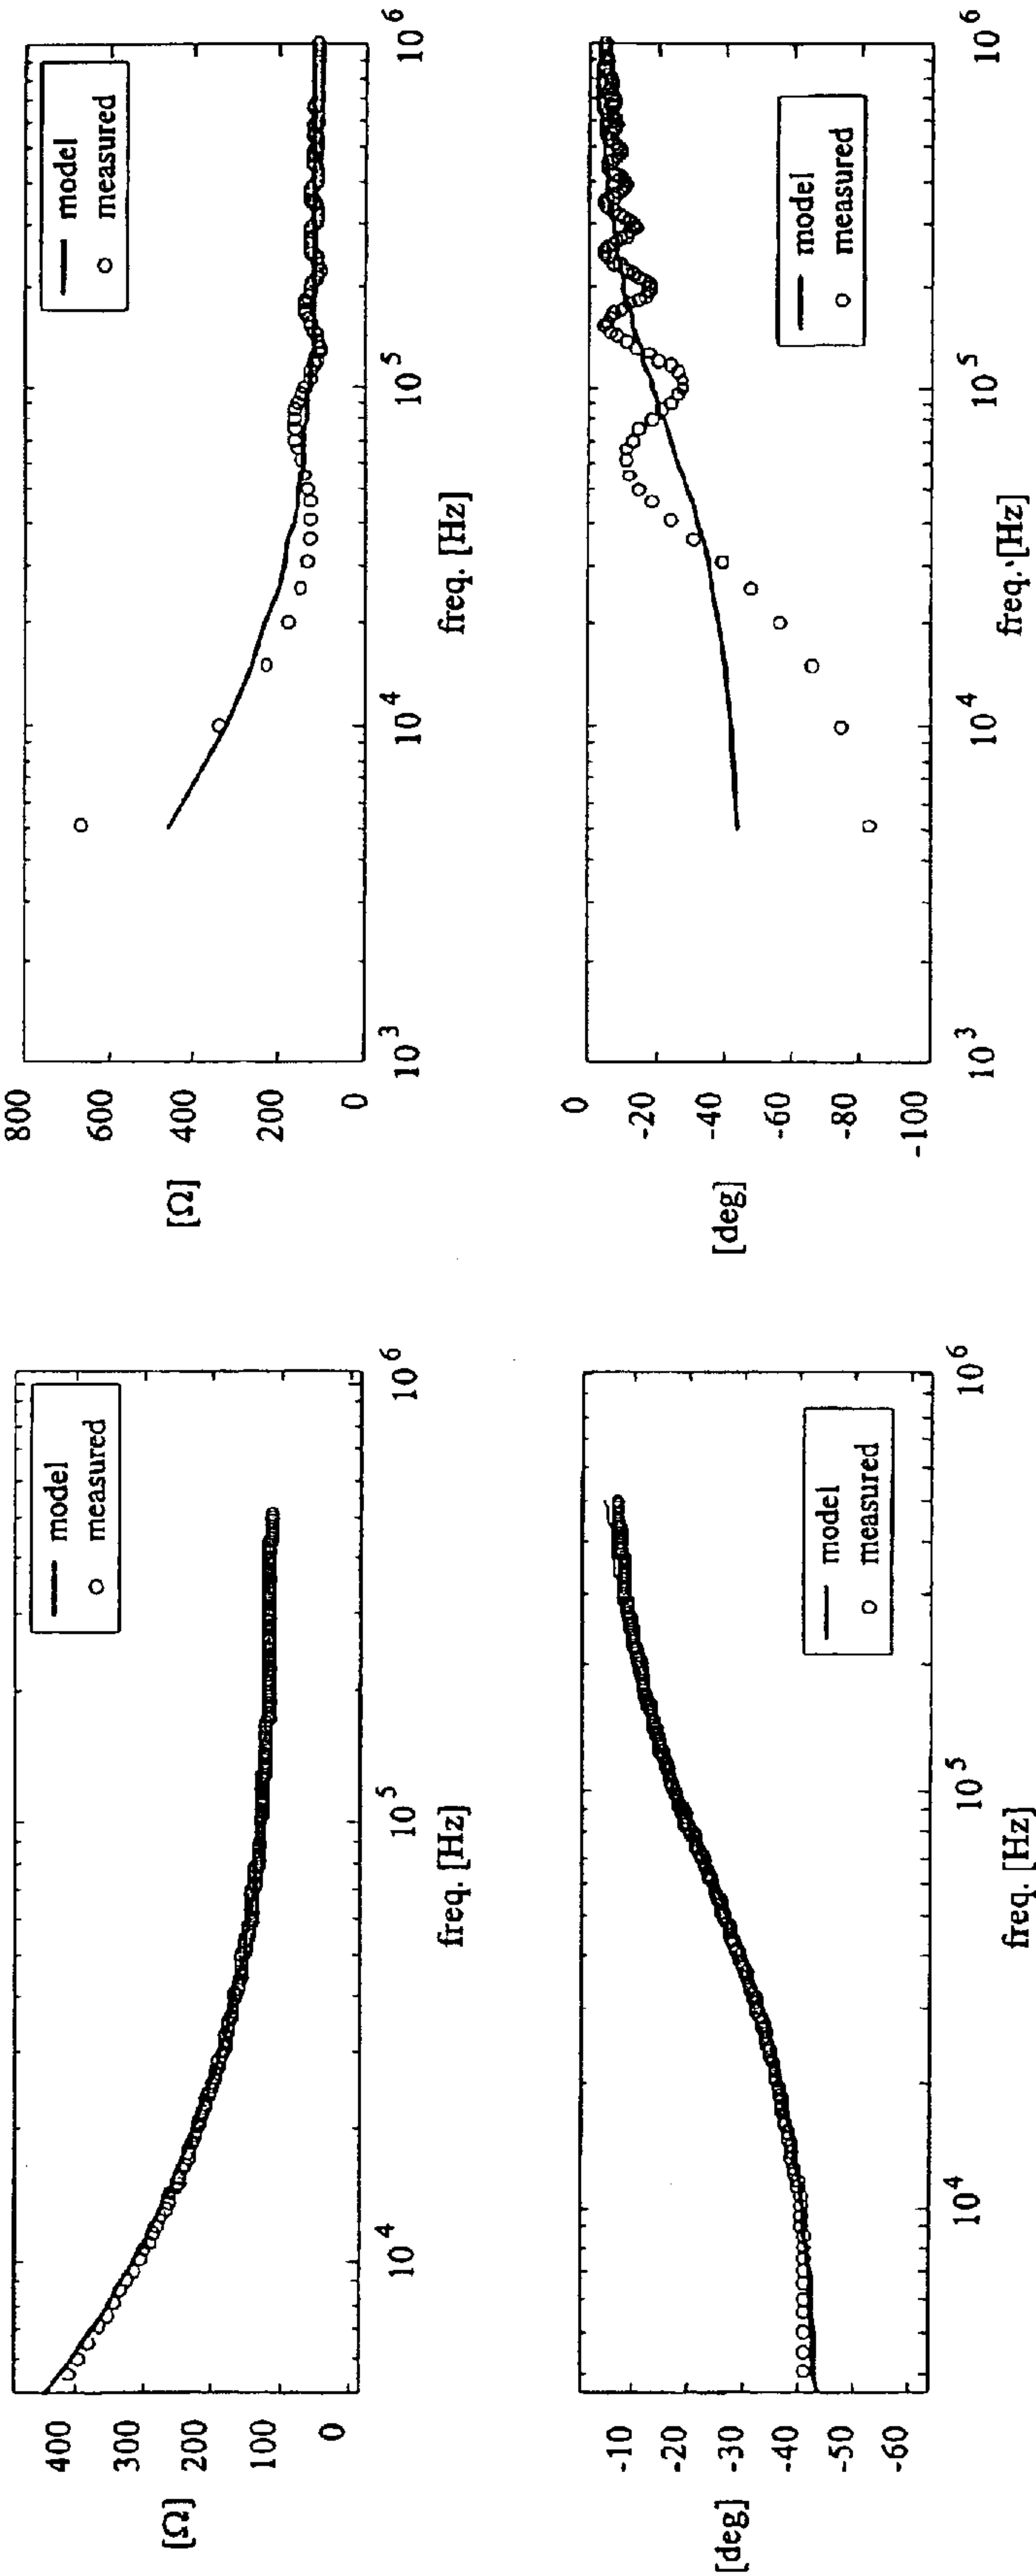 [Ω]
400
300
200
100
0
10^4
10^5
10^6
freq. [Hz]
model
measured
[deg]
-10
-20
-30
-40
-50
-60
10^4
10^5
10^6
freq. [Hz]
model
measured
[Ω]
800
600
400
200
0
10^3
10^4
10^5
10^6
freq. [Hz]
model
measured
[deg]
0
-20
-40
-60
-80
-100
10^3
10^4
10^5
10^6
freq. [Hz]
model
measured